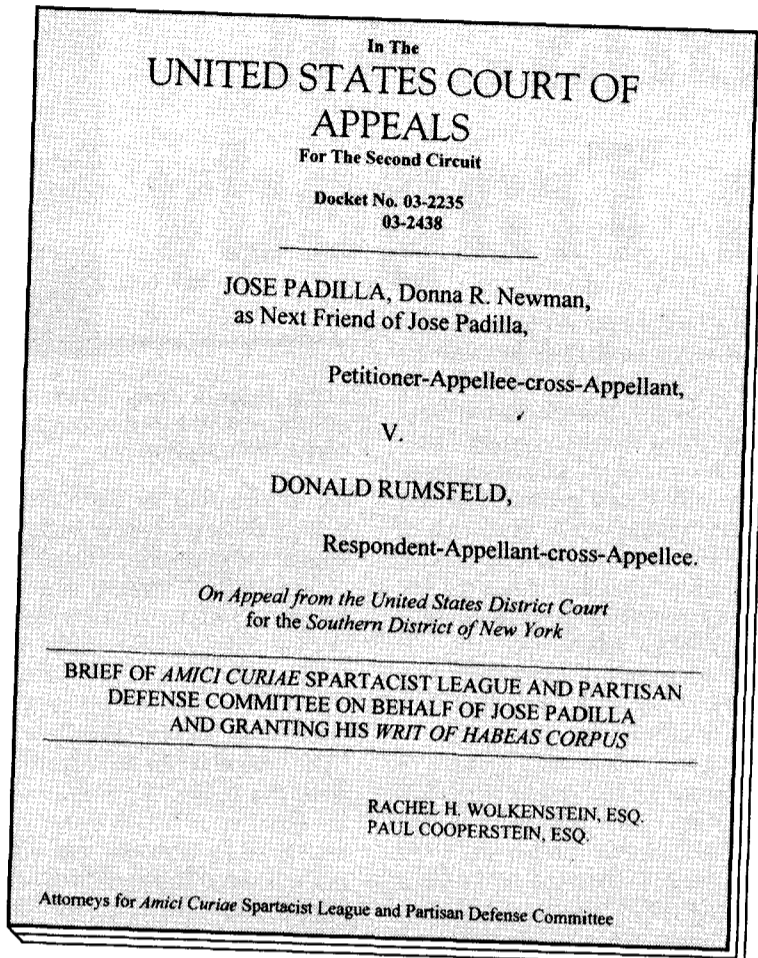 In The
UNITED STATES COURT OF
APPEALS
For The Second Circuit
Docket No. 03-2235
03-2438
JOSE PADILLA, Donna R. Newman,
as Next Friend of Jose Padilla,
Petitioner-Appellee-cross-Appellant,
V.
DONALD RUMSFELD,
Respondent-Appellant-cross-Appellee.
On Appeal from the United States District Court
for the Southern District of New York
BRIEF OF AMICI CURIAE SPARTACIST LEAGUE AND PARTISAN
DEFENSE COMMITTEE ON BEHALF OF JOSE PADILLA
AND GRANTING HIS WRIT OF HABEAS CORPUS
RACHEL H. WOLKENSTEIN, ESQ.
PAUL COOPERSTEIN, ESQ.
Attorneys for Amici Curiae Spartacist League and Partisan Defense Committee